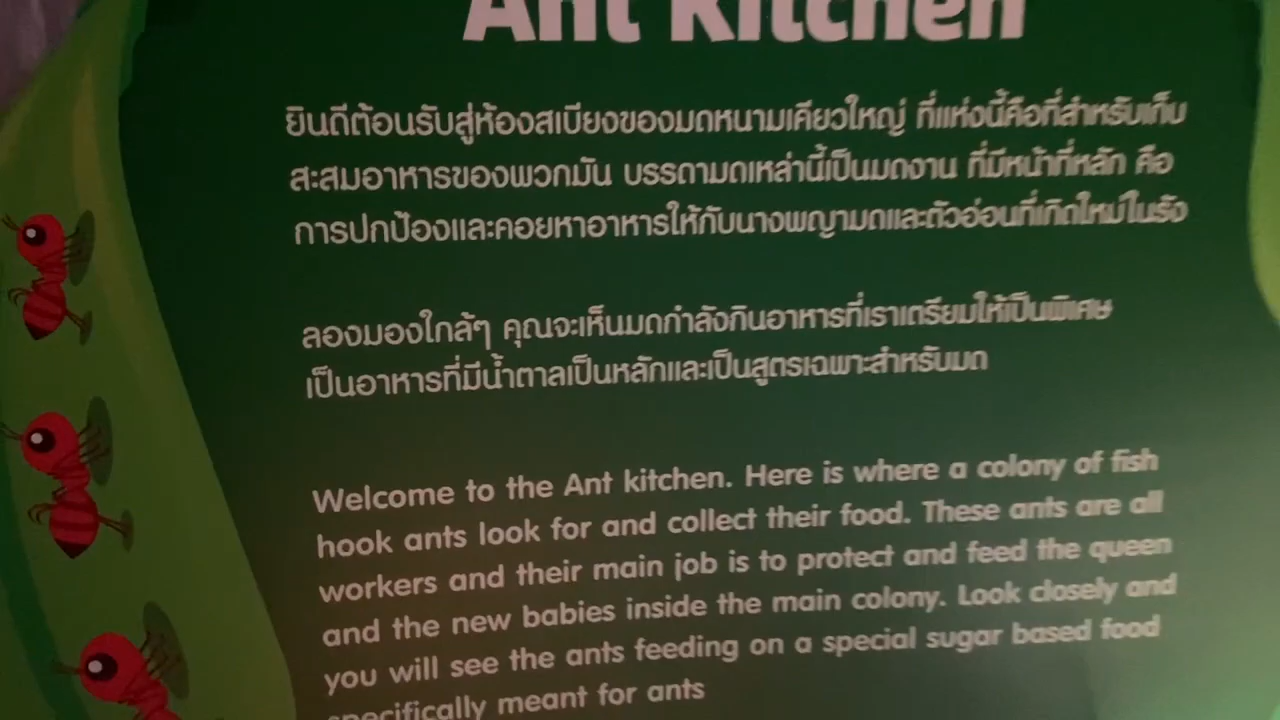 Ant Kitchen
ยินดีต้อนรับสู่ห้องสเบียงของมดหนามเคียวใหญ่ ที่แห่งนี้คือที่สำหรับเก็บ
สะสมอาหารของพวกมัน บรรดามดเหล่านี้เป็นมดงาน ที่มีหน้าที่หลัก คือ
การปกป้องและคอยหาอาหารให้กับนางพญามดและตัวอ่อนที่เกิดใหม่ในรัง
ลองมองใกล้ๆ คุณจะเห็นมดกำลังกินอาหารที่เราเตรียมให้เป็นพิเศษ
เป็นอาหารที่มีน้ำตาลเป็นหลักและเป็นสูตรเฉพาะสำหรับมด
Welcome to the Ant kitchen. Here is where a colony of fish
hook ants look for and collect their food. These ants are all
workers and their main job is to protect and feed the queen
and the new babies inside the main colony. Look closely and
you will see the ants feeding on a special sugar based food
specifically meant for ants